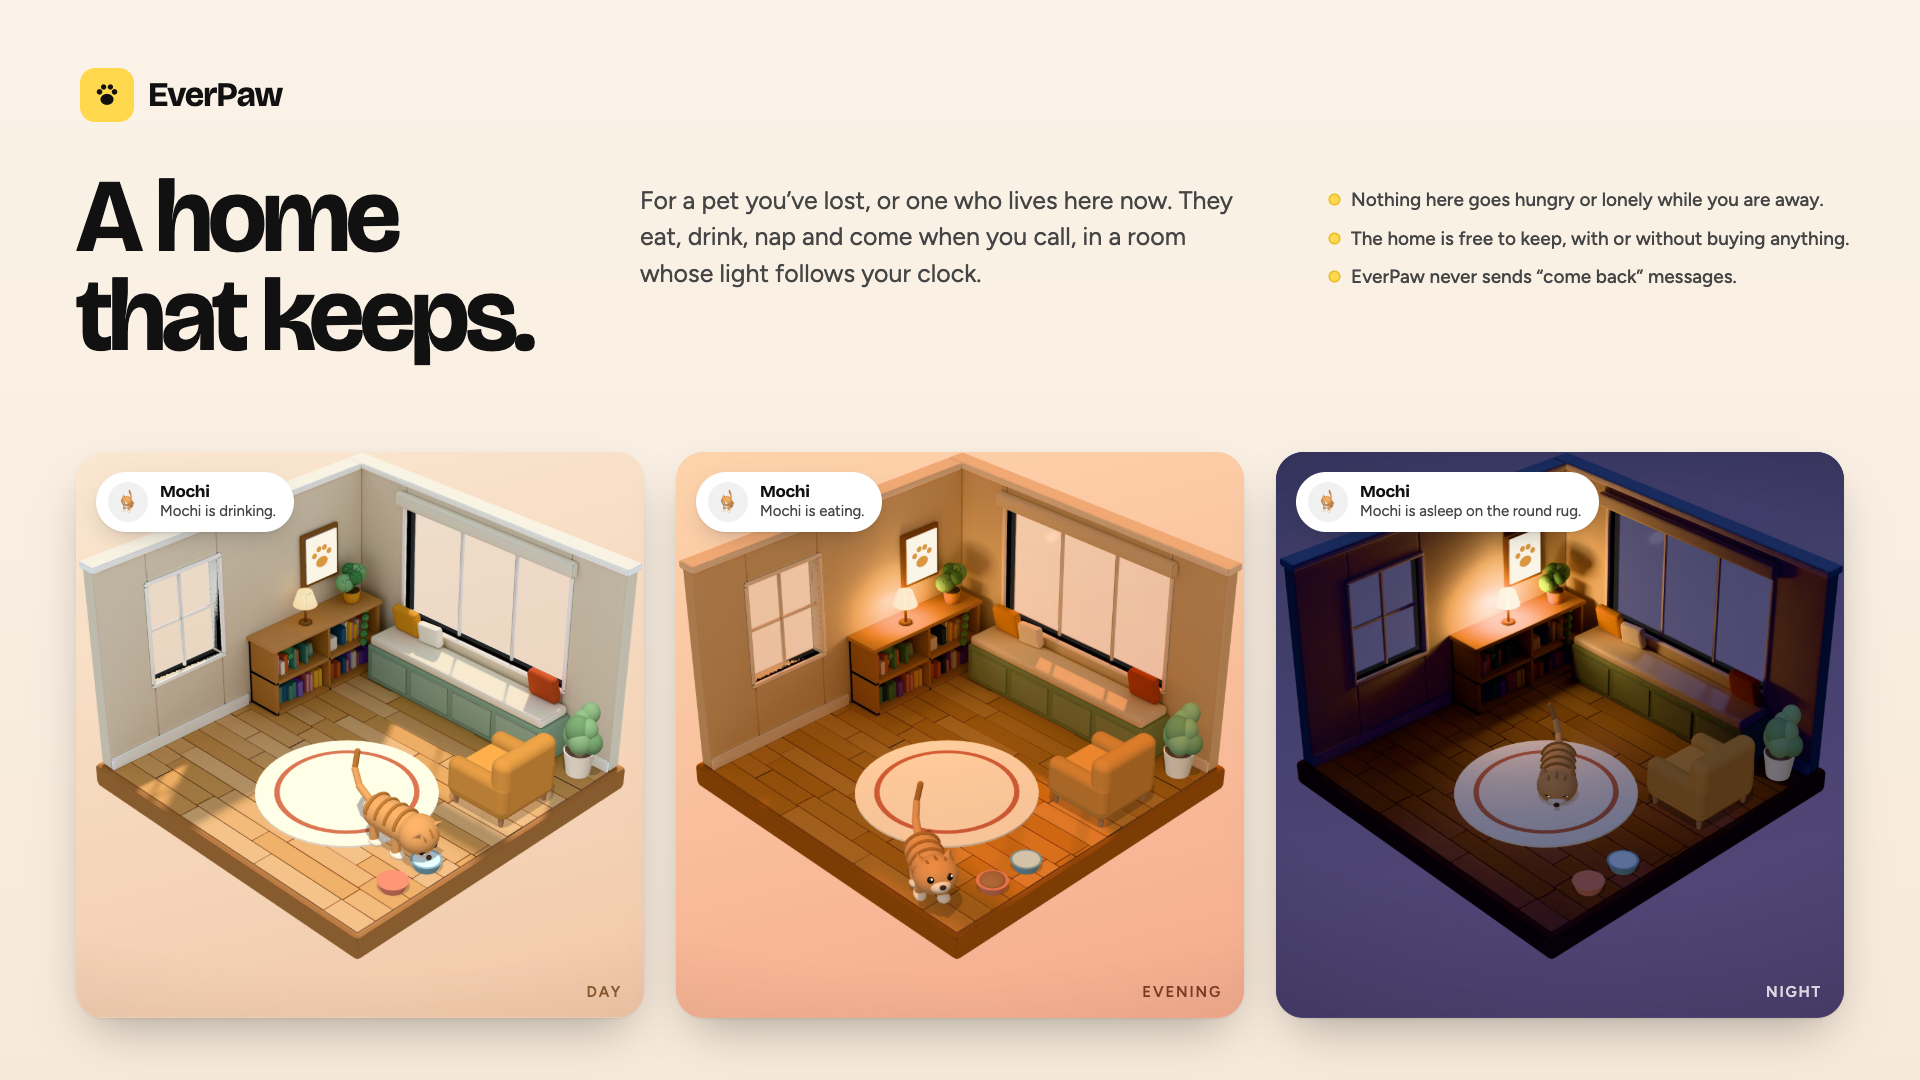 EverPaw
A home
that keeps.
For a pet you’ve lost, or one who lives here now. They
eat, drink, nap and come when you call, in a room
whose light follows your clock.
Nothing here goes hungry or lonely while you are away.
The home is free to keep, with or without buying anything.
EverPaw never sends “come back” messages.
Mochi
Mochi is drinking.
DAY
Mochi
Mochi is eating.
EVENING
Mochi
Mochi is asleep on the round rug.
NIGHT